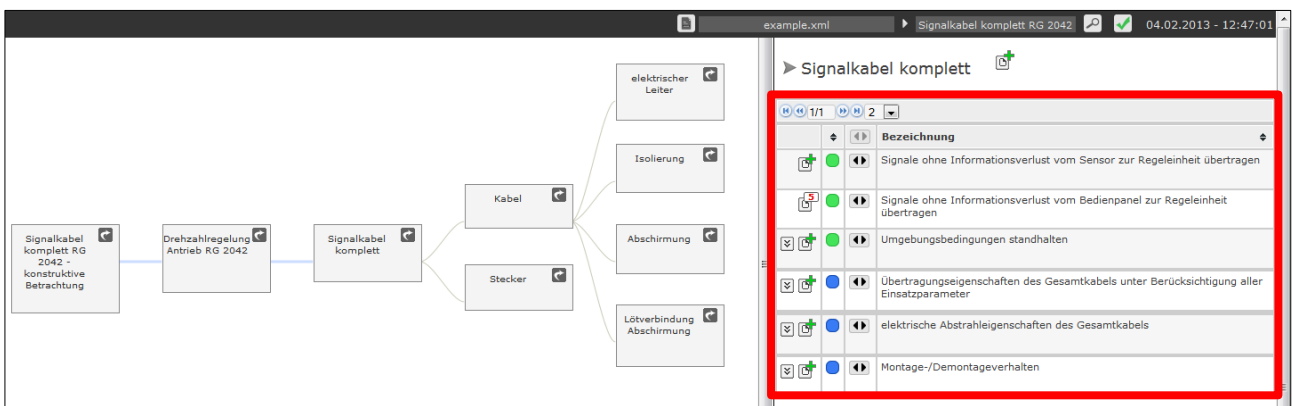 example.xml
Signalkabel komplett RG 2042
04.02.2013 - 12:47:01
Signalkabel
komplett RG
2042 -
konstruktive
Betrachtung
Drehzahlregelung
Antrieb RG 2042
Signalkabel
komplett
Kabel
Stecker
elektrischer
Leiter
Isolierung
Abschirmung
Lötverbindung
Abschirmung
Signalkabel komplett
1/1 2
Bezeichnung
Signale ohne Informationsverlust vom Sensor zur Regeleinheit übertragen
5
Signale ohne Informationsverlust vom Bedienpanel zur Regeleinheit
übertragen
Umgebungsbedingungen standhalten
Übertragungseigenschaften des Gesamtkabels unter Berücksichtigung aller
Einsatzparameter
elektrische Abstrahleigenschaften des Gesamtkabels
Montage-/Demontageverhalten